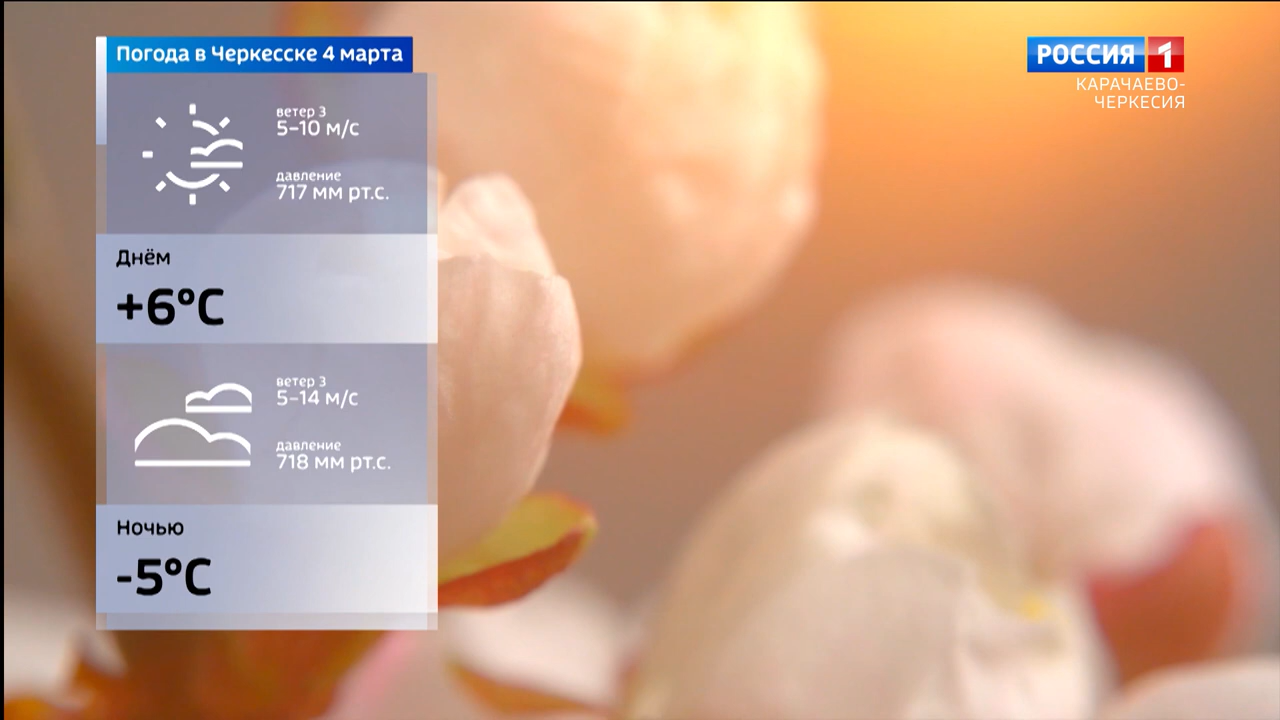 Погода в Черкесске 4 марта
ветер З
5-10 м/с
давление
717 мм рт.с.
Днём
+6°C
ветер З
5-14 м/с
давление
718 мм рт.с.
Ночью
-5°C
РОССИЯ 1
КАРАЧАЕВО-
ЧЕРКЕСИЯ